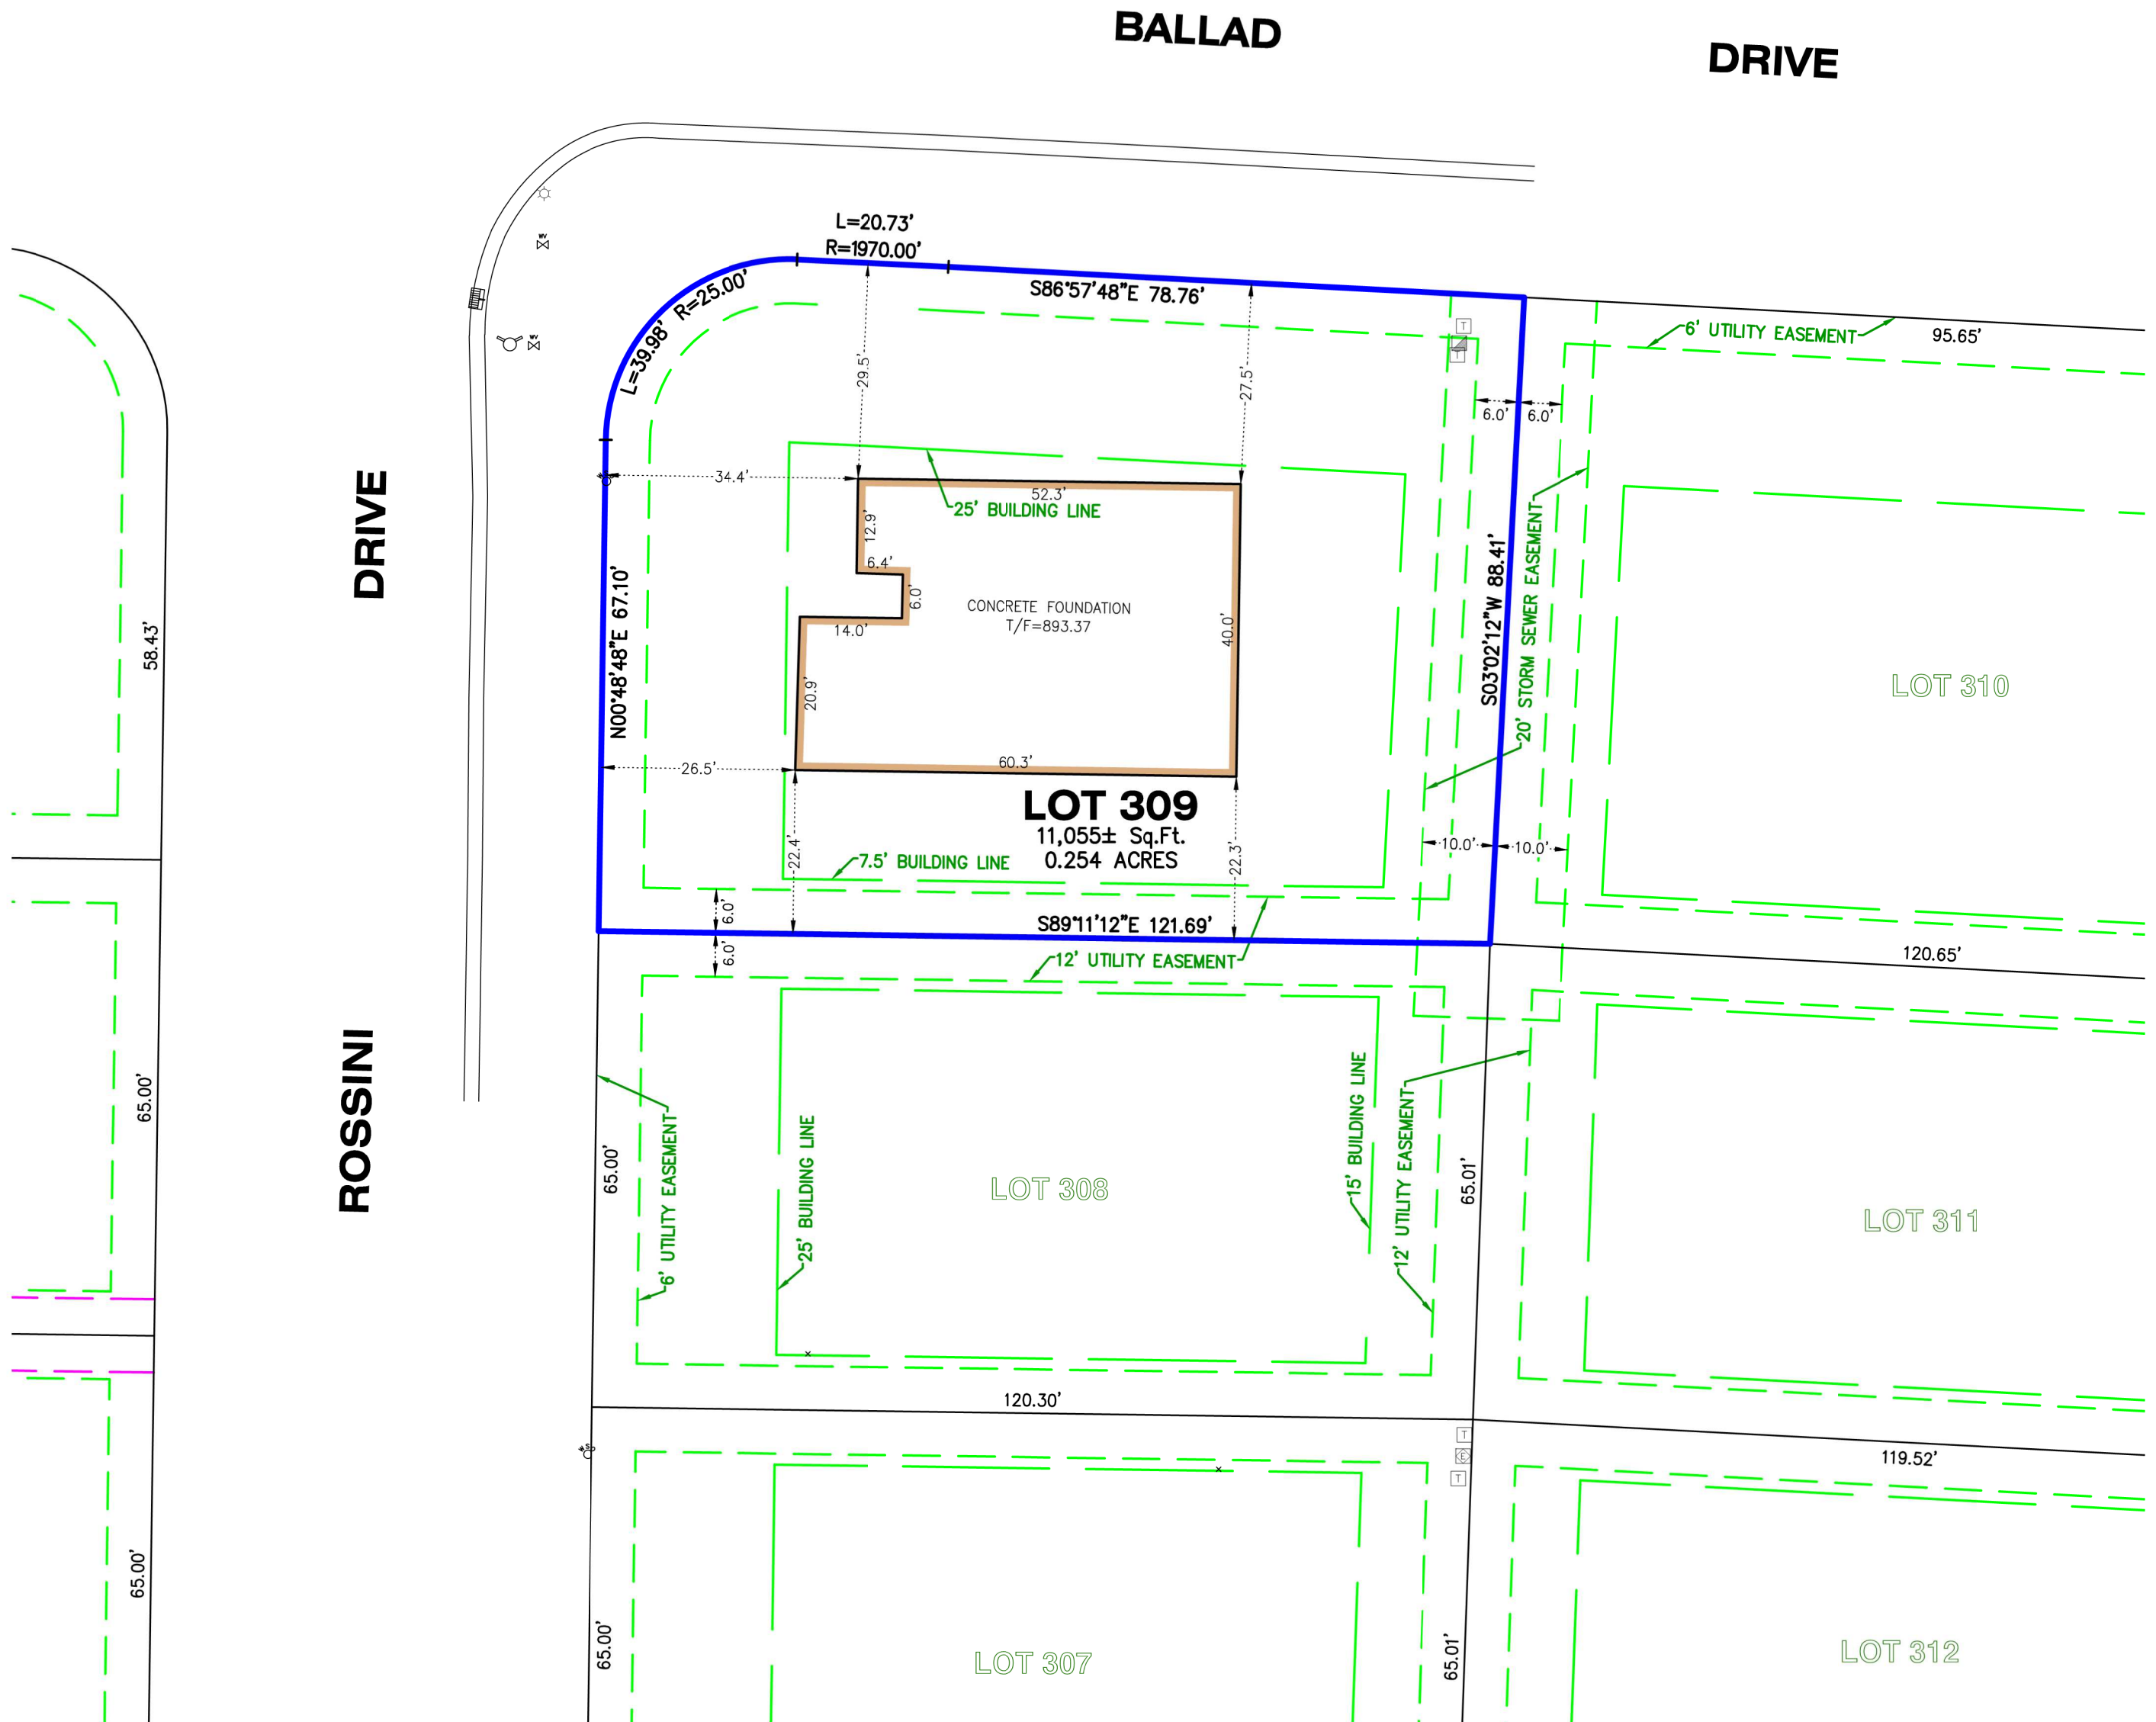 BALLAD
DRIVE
L=20.73'
R=1970.00'
L=39.98' R=25.00'
S86°57'48"E 78.76'
WV
WV
T
T
6' UTILITY EASEMENT
95.65'
29.5'
27.5'
6.0'
6.0'
34.4'
52.3'
25' BUILDING LINE
12.9'
6.4'
6.0'
14.0'
CONCRETE FOUNDATION
T/F=893.37
40.0'
20.9'
60.3'
26.5'
DRIVE
58.43'
N00°48'48"E 67.10'
S03°02'12"W 88.41'
20' STORM SEWER EASEMENT
LOT 310
LOT 309
11,055± Sq.Ft.
0.254 ACRES
7.5' BUILDING LINE
22.4'
22.3'
10.0'
10.0'
6.0'
6.0'
S89°11'12"E 121.69'
12' UTILITY EASEMENT
120.65'
ROSSINI
65.00'
65.00'
6' UTILITY EASEMENT
25' BUILDING LINE
LOT 308
15' BUILDING LINE
12' UTILITY EASEMENT
65.01'
LOT 311
120.30'
T
E
T
119.52'
65.00'
65.00'
LOT 307
65.01'
LOT 312